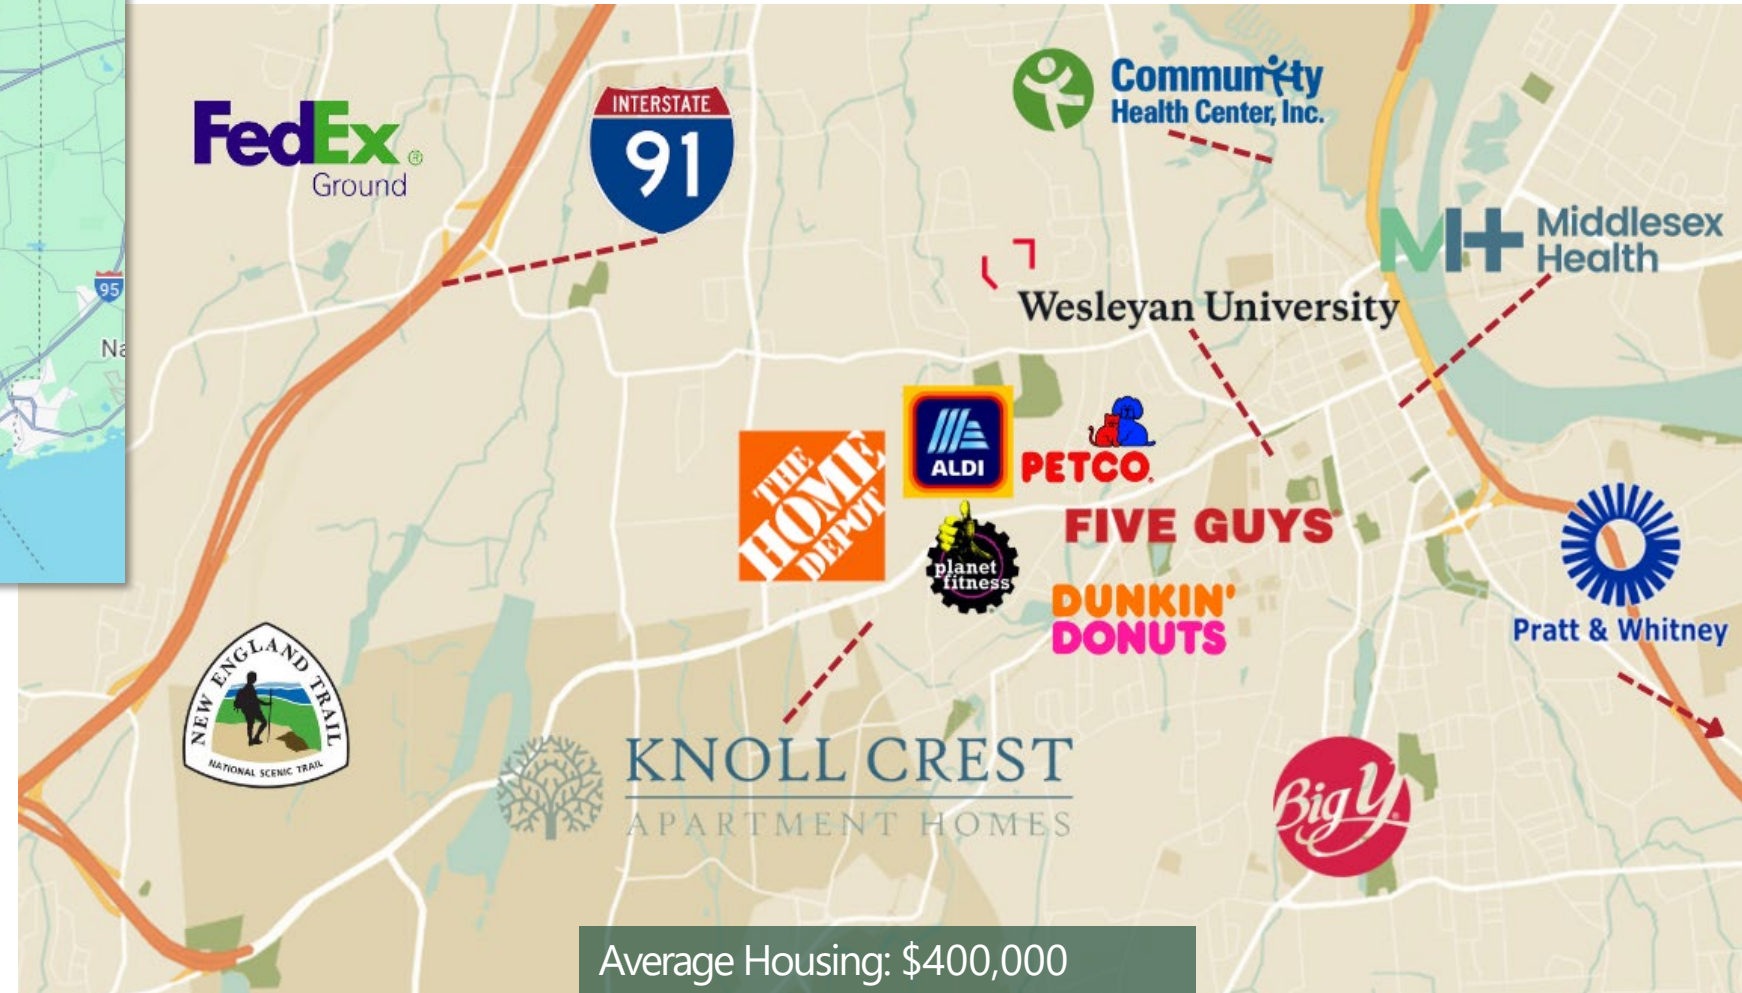 95
Na
FedEx®
Ground
INTERSTATE
91
Community
Health Center, Inc.
MH Middlesex
Health
Wesleyan University
THE
HOME
DEPOT
ALDI
PETCO
planet
fitness
FIVE GUYS
DUNKIN'
DONUTS
Pratt & Whitney
NEW ENGLAND TRAIL
NATIONAL SCENIC TRAIL
KNOLL CREST
APARTMENT HOMES
Big Y
Average Housing: $400,000